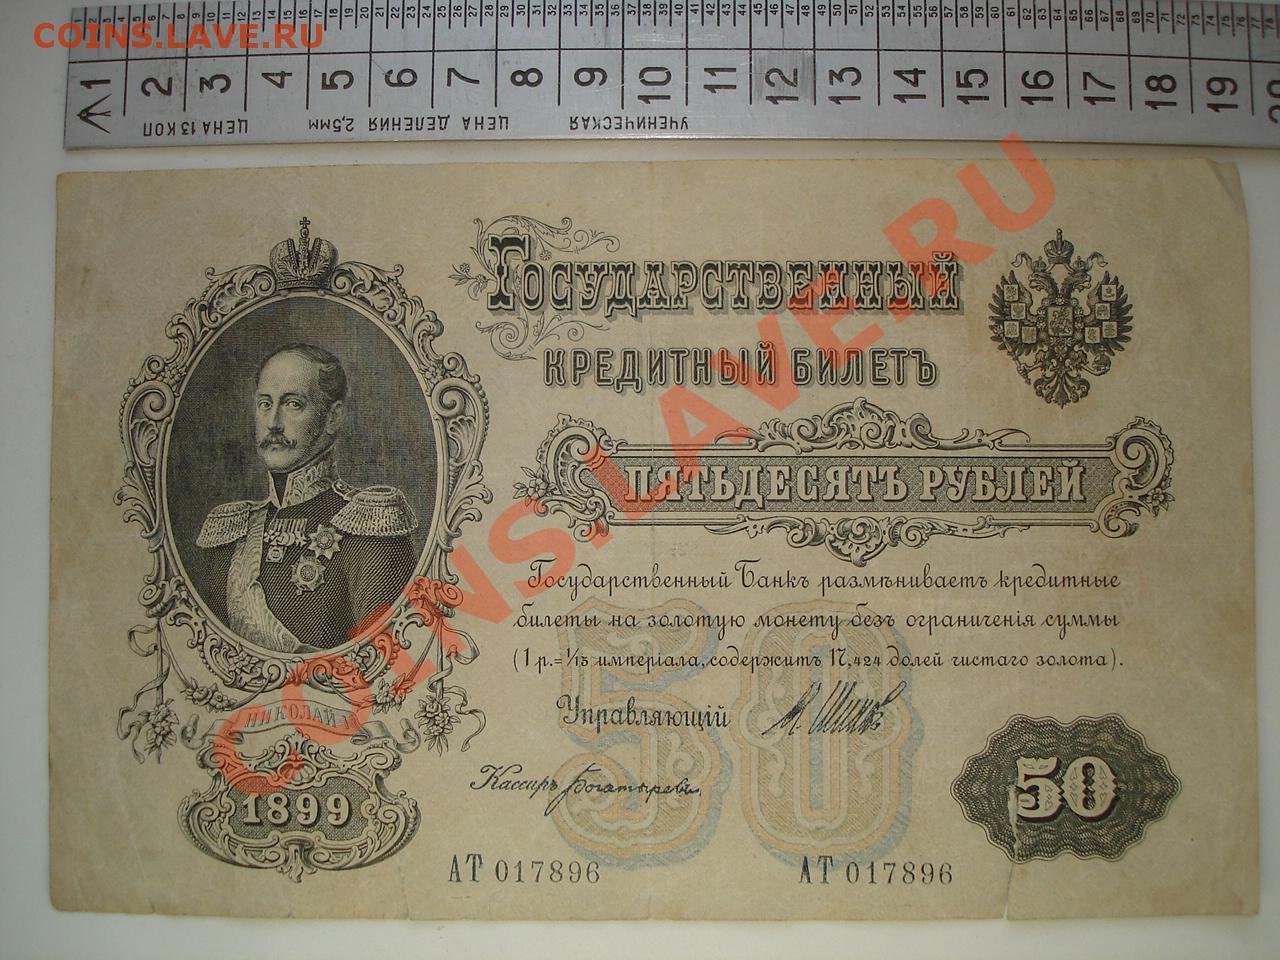 COINS.LAVE.RU
1 2 3 4 5 6 7 8 9 10 11 12 13 14 15 16 17 18 19 20
ЦЕНА 13 КОП
ЦЕНА ДЕЛЕНИЯ 2,5мм
УЧЕНИЧЕСКАЯ
ГОСУДАРСТВЕННЫЙ
КРЕДИТНЫЙ БИЛЕТЪ
ПЯТЬДЕСЯТЪ РУБЛЕЙ
Государственный Банкъ размѣниваетъ кредитные
билеты на золотую монету безъ ограниченія суммы
(1 р.=1/15 имперіала, содержитъ 17,424 долей чистаго золота).
Управляющій
Кассиръ Богатыревъ
50
НИКОЛАЙ I
1899
50
АТ 017896
АТ 017896
COINS.LAVE.RU